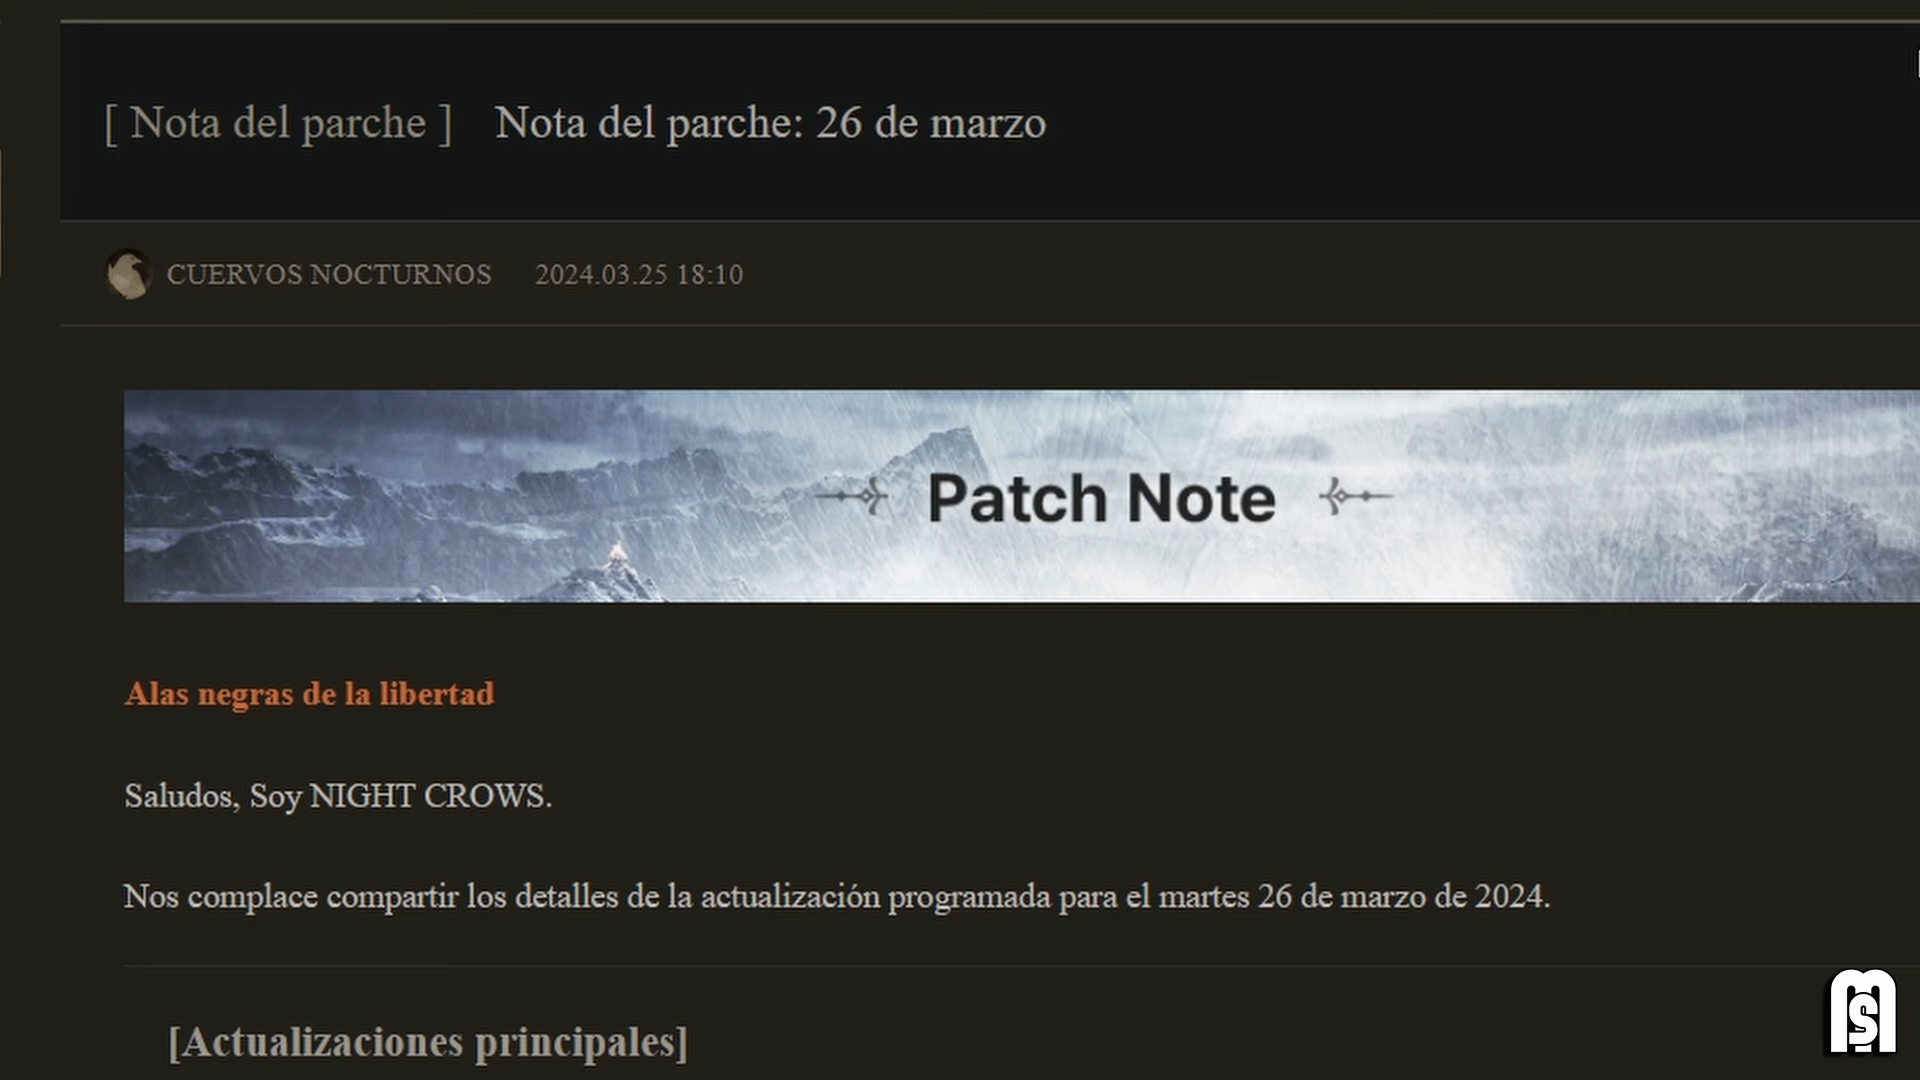 [ Nota del parche ] Nota del parche: 26 de marzo
CUERVOS NOCTURNOS 2024.03.25 18:10
Patch Note
Alas negras de la libertad
Saludos, Soy NIGHT CROWS.
Nos complace compartir los detalles de la actualización programada para el martes 26 de marzo de 2024.
[Actualizaciones principales]